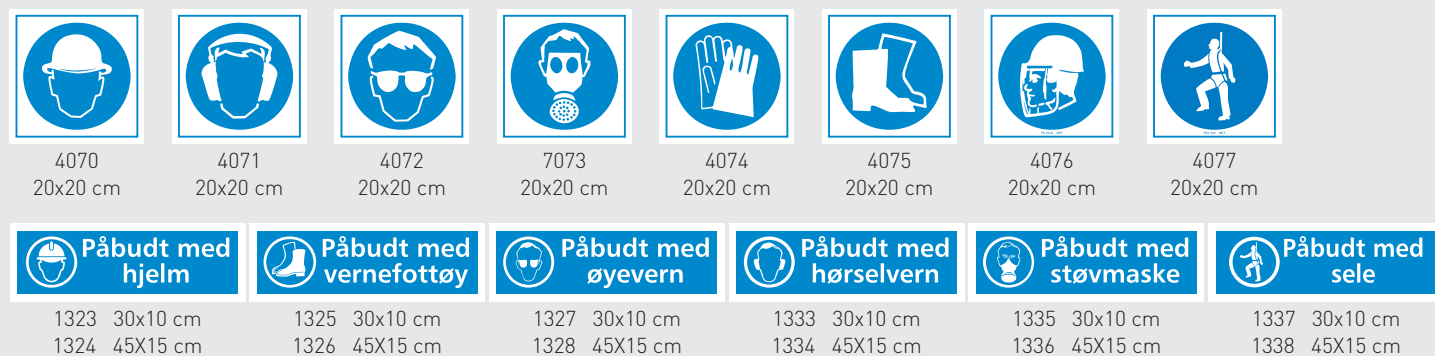 4070
20x20 cm
4071
20x20 cm
4072
20x20 cm
7073
20x20 cm
4074
20x20 cm
4075
20x20 cm
4076
20x20 cm
4077
20x20 cm
Påbudt med
hjelm
1323 30x10 cm
1324 45X15 cm
Påbudt med
vernefottøy
1325 30x10 cm
1326 45X15 cm
Påbudt med
øyevern
1327 30x10 cm
1328 45X15 cm
Påbudt med
hørselvern
1333 30x10 cm
1334 45X15 cm
Påbudt med
støvmaske
1335 30x10 cm
1336 45X15 cm
Påbudt med
sele
1337 30x10 cm
1338 45X15 cm